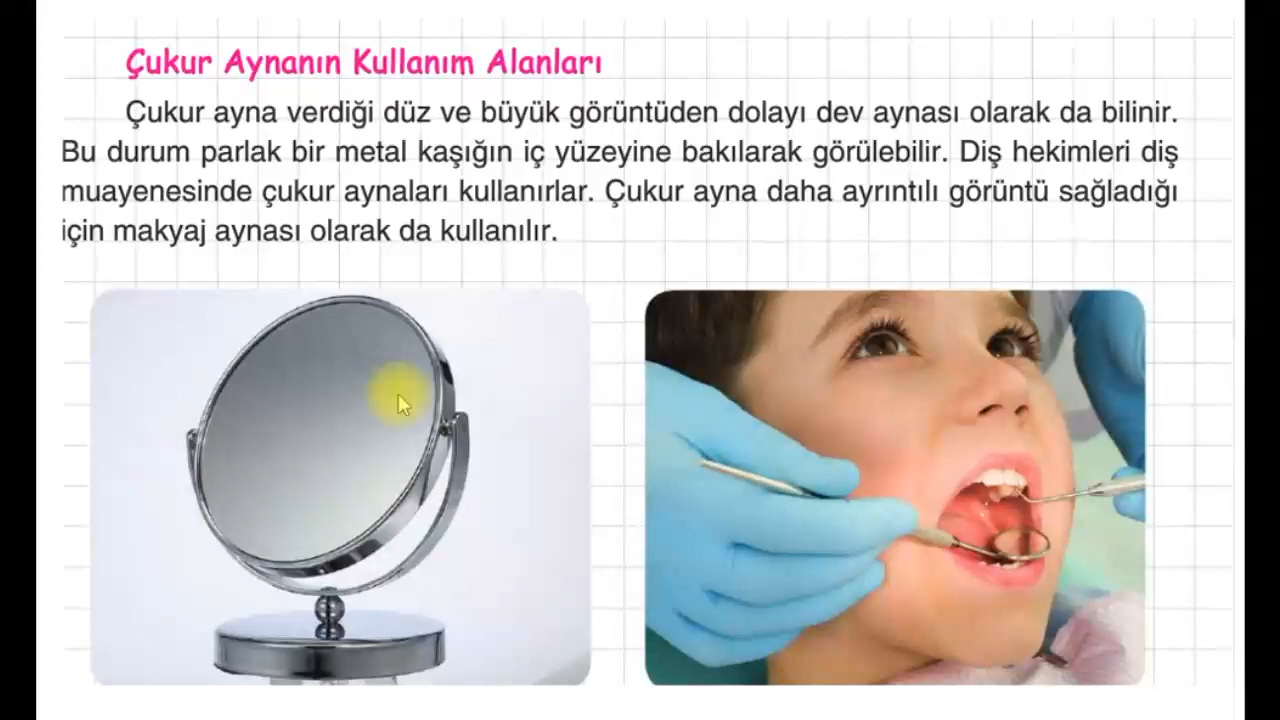 Çukur Aynanın Kullanım Alanları
Çukur ayna verdiği düz ve büyük görüntüden dolayı dev aynası olarak da bilinir.
Bu durum parlak bir metal kaşığın iç yüzeyine bakılarak görülebilir. Diş hekimleri diş
muayenesinde çukur aynaları kullanırlar. Çukur ayna daha ayrıntılı görüntü sağladığı
için makyaj aynası olarak da kullanılır.